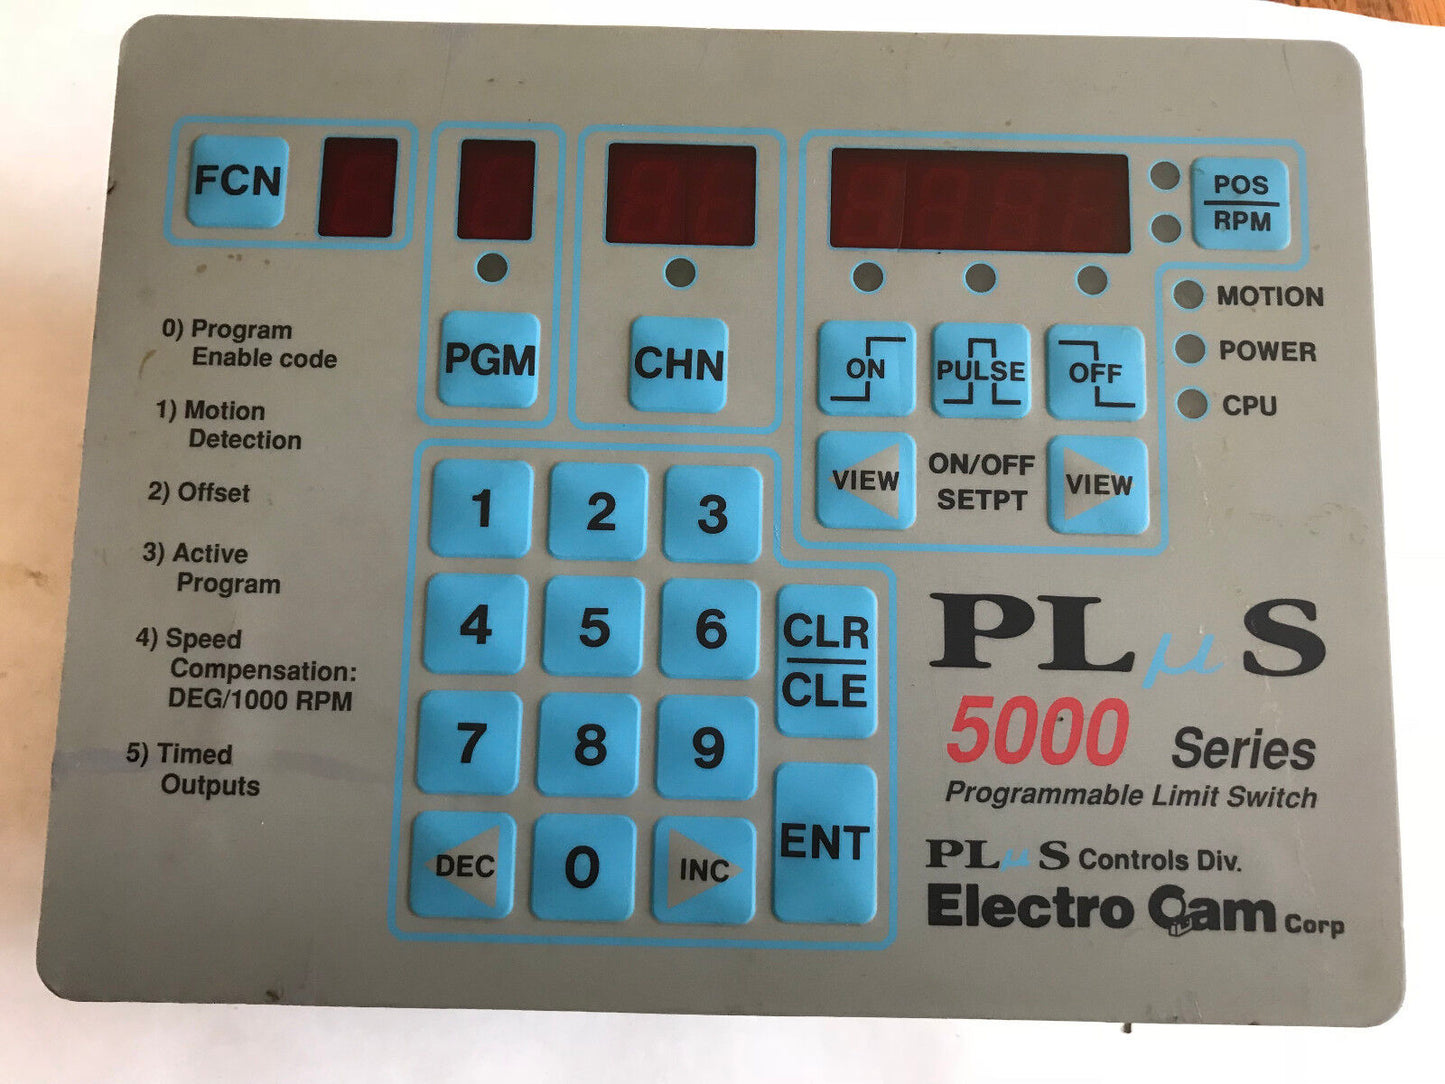 FCN
POS
RPM
MOTION
POWER
CPU
PGM
CHN
ON
PULSE
OFF
VIEW
ON/OFF
SETPT
VIEW
0) Program
Enable code
1) Motion
Detection
2) Offset
3) Active
Program
4) Speed
Compensation:
DEG/1000 RPM
5) Timed
Outputs
1 2 3
4 5 6
7 8 9
DEC 0 INC
CLR
CLE
ENT
PLµS
5000 Series
Programmable Limit Switch
PLµS Controls Div.
Electro Cam Corp